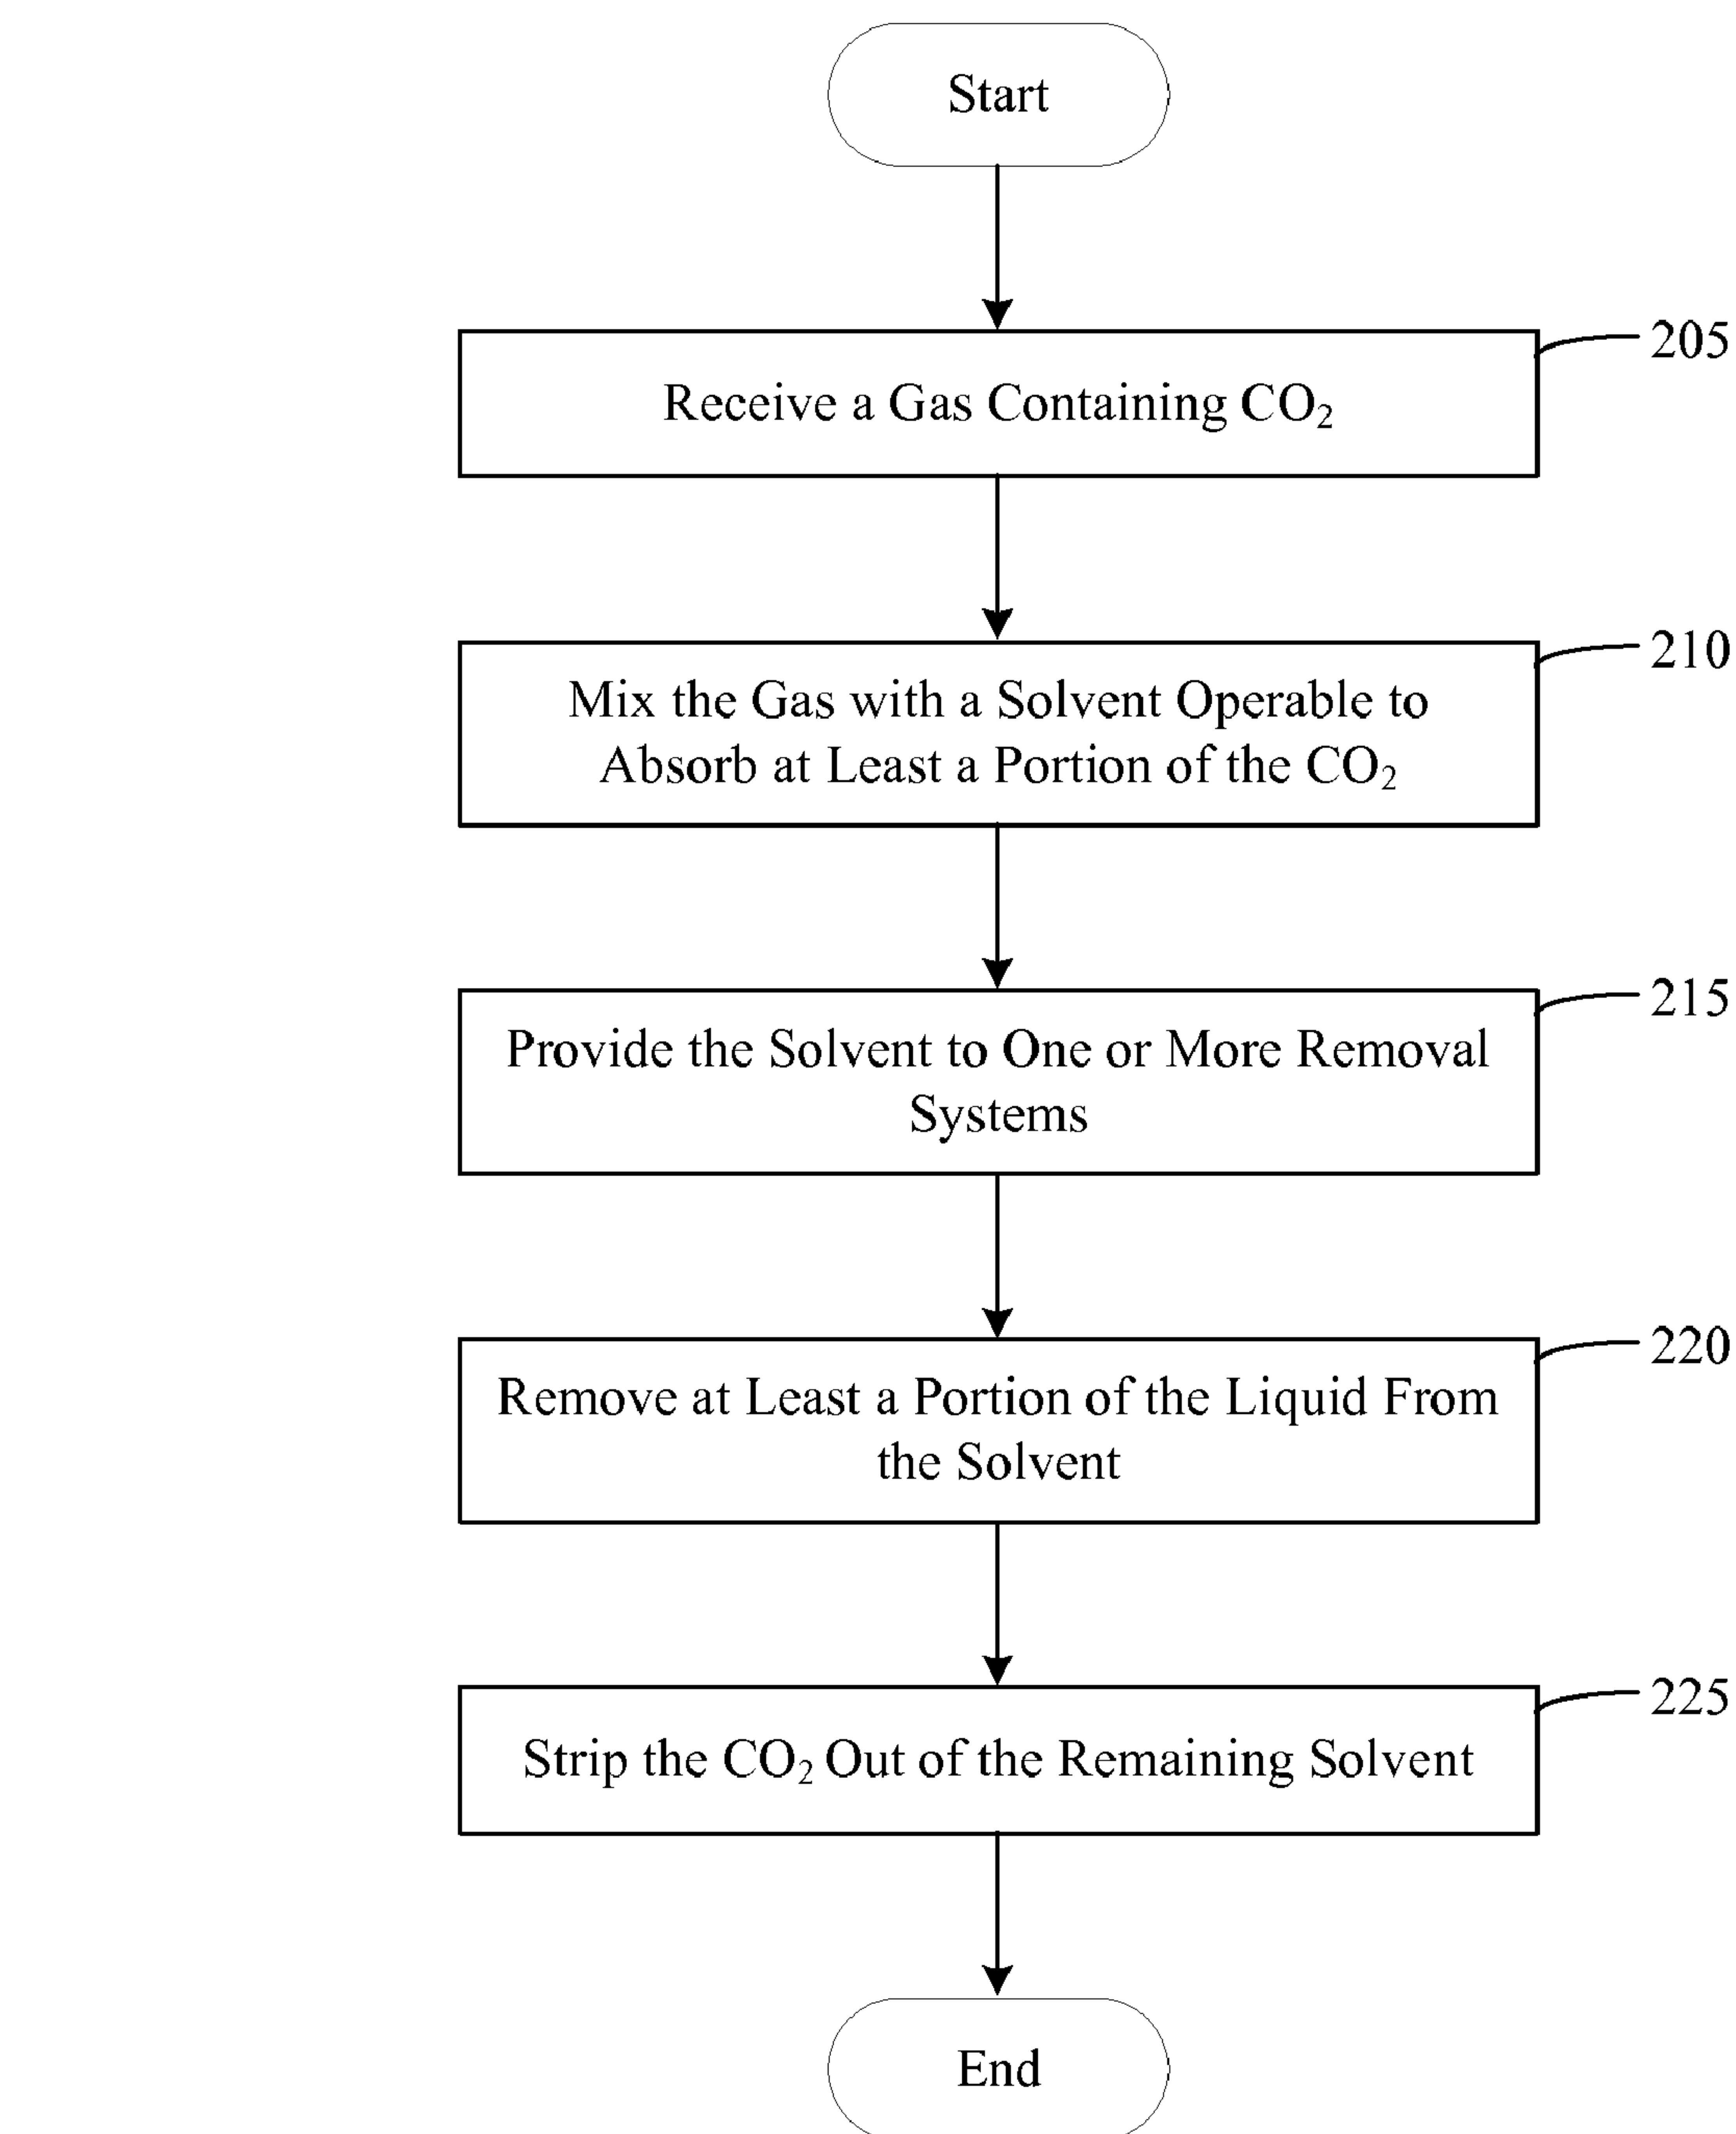 Start
205
Receive a Gas Containing CO₂
210
Mix the Gas with a Solvent Operable to
Absorb at Least a Portion of the CO₂
215
Provide the Solvent to One or More Removal
Systems
220
Remove at Least a Portion of the Liquid From
the Solvent
225
Strip the CO₂ Out of the Remaining Solvent
End